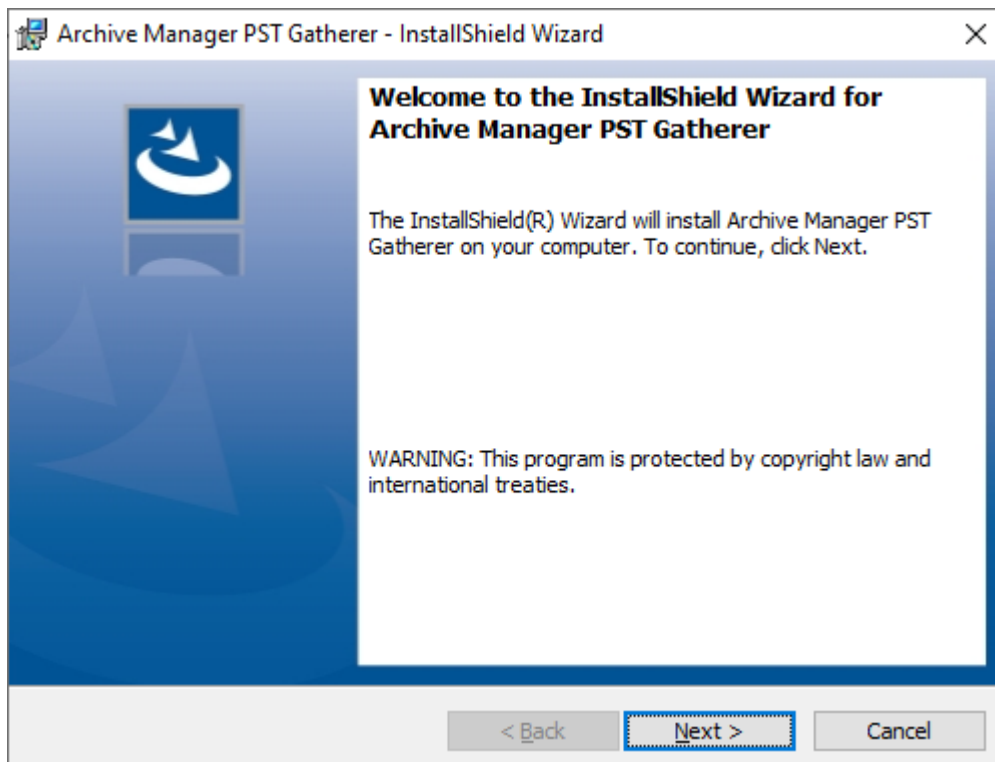 Archive Manager PST Gatherer - InstallShield Wizard
Welcome to the InstallShield Wizard for
Archive Manager PST Gatherer
The InstallShield(R) Wizard will install Archive Manager PST
Gatherer on your computer. To continue, click Next.
WARNING: This program is protected by copyright law and
international treaties.
< Back
Next >
Cancel